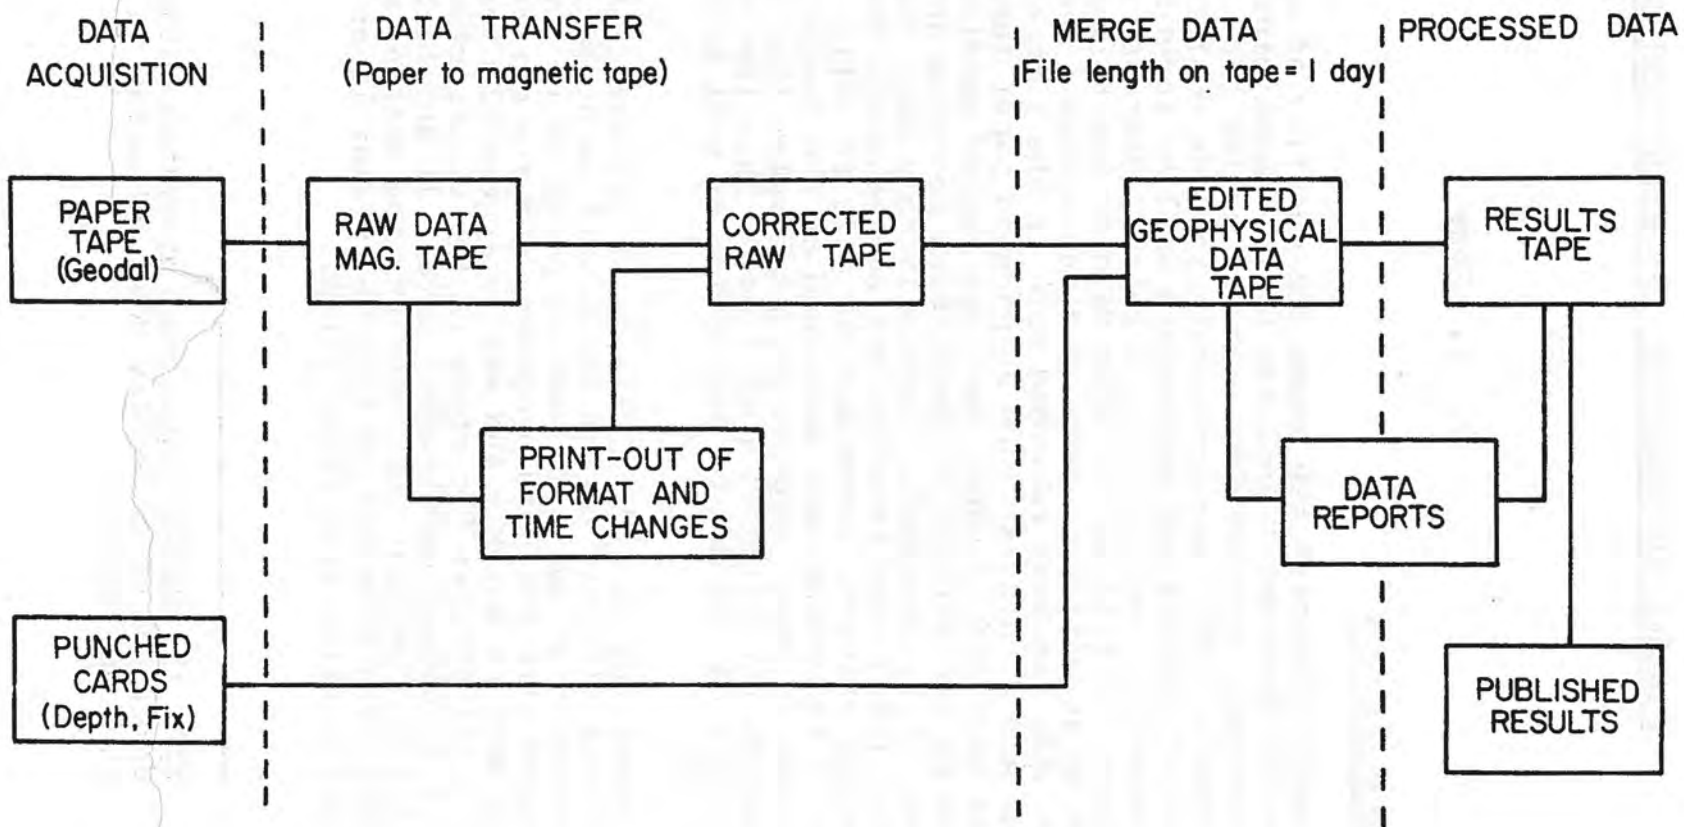 DATA
ACQUISITION
DATA TRANSFER
(Paper to magnetic tape)
MERGE DATA
File length on tape = 1 day
PROCESSED DATA
PAPER
TAPE
(Geodal)
RAW DATA
MAG. TAPE
CORRECTED
RAW TAPE
EDITED
GEOPHYSICAL
DATA
TAPE
RESULTS
TAPE
PRINT-OUT OF
FORMAT AND
TIME CHANGES
DATA
REPORTS
PUNCHED
CARDS
(Depth, Fix)
PUBLISHED
RESULTS